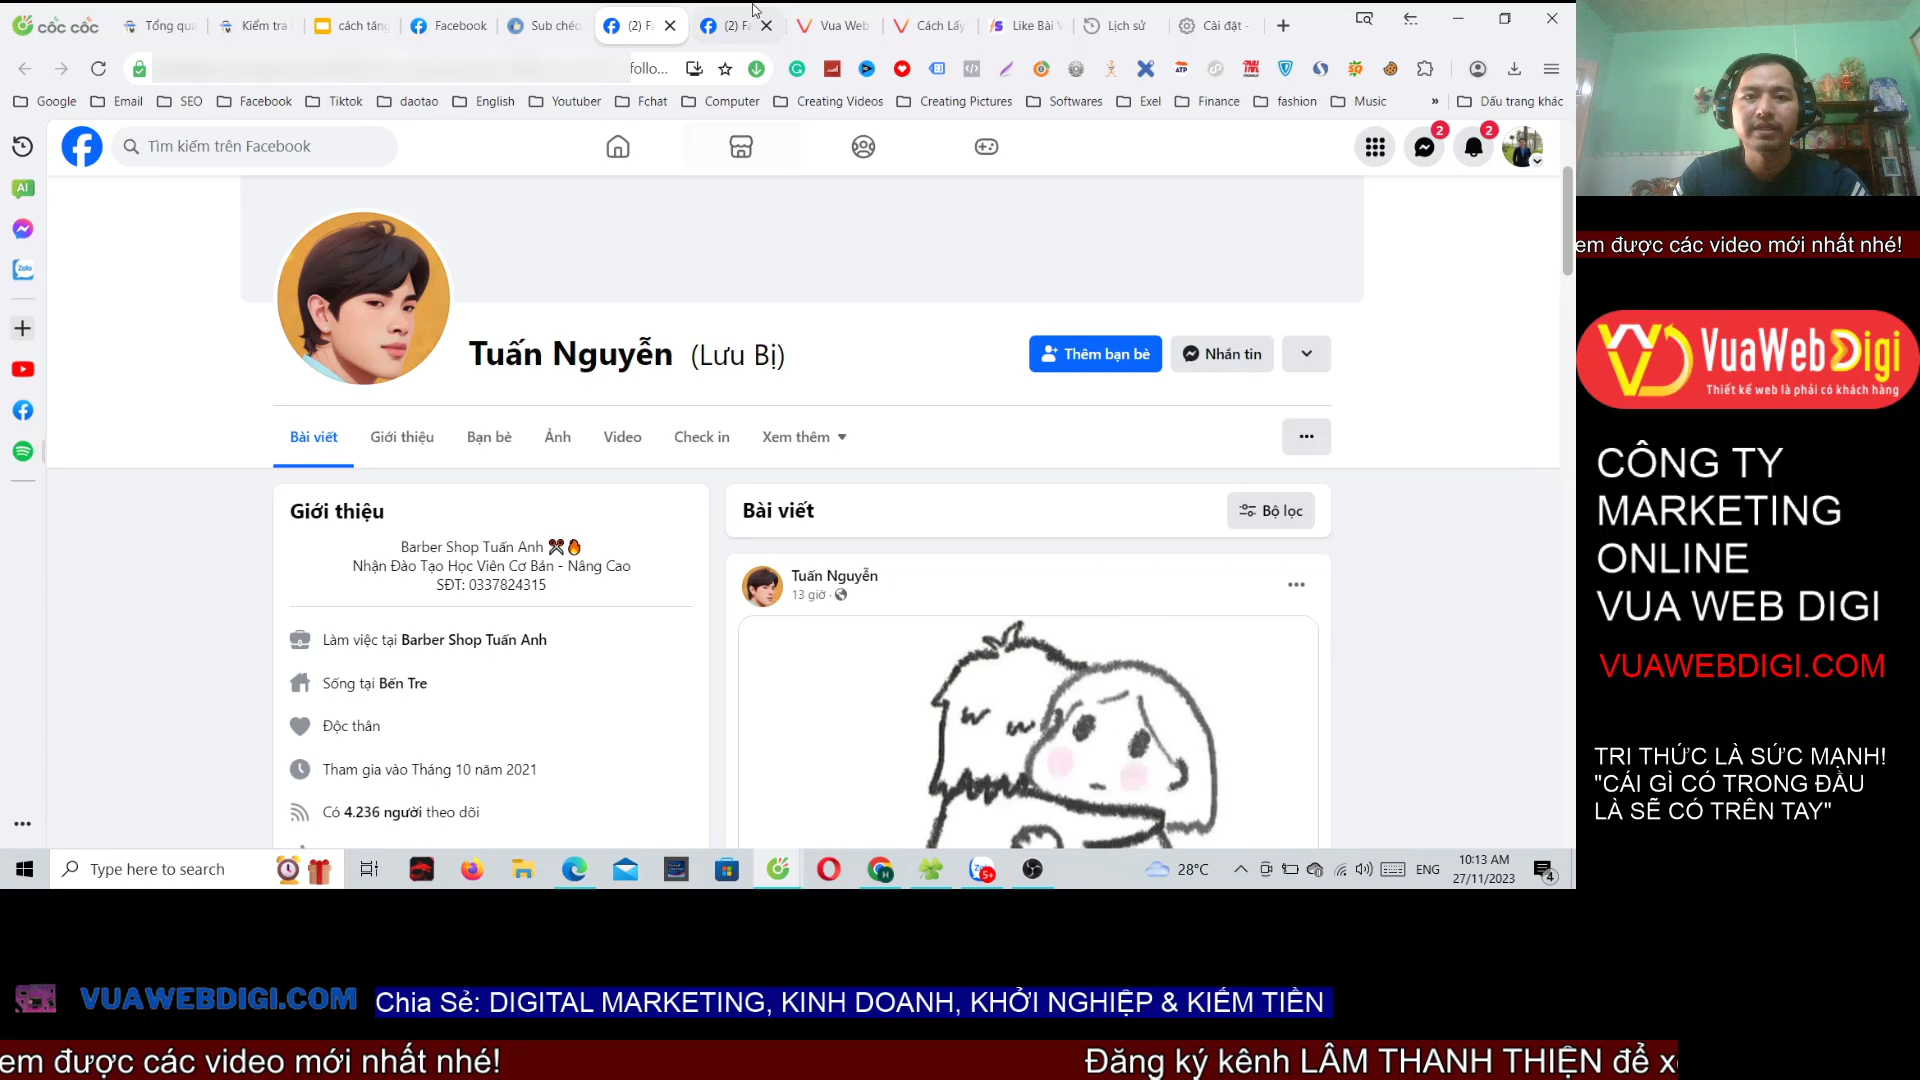 cốc cốc
Tổng qua
Kiểm tra
cách tăng
Facebook
Sub chéo
(2) Fa
(2) Fa
Vua Web
Cách Lấy
Like Bài V
Lịch sử
Cài đặt -
follo...
Google
Email
SEO
Facebook
Tiktok
daotao
English
Youtuber
Fchat
Computer
Creating Videos
Creating Pictures
Softwares
Exel
Finance
fashion
Music
»
Dấu trang khác
Tìm kiếm trên Facebook
2
2
AI
Zalo
Tuấn Nguyễn (Lưu Bị)
Thêm bạn bè
Nhắn tin
Bài viết
Giới thiệu
Bạn bè
Ảnh
Video
Check in
Xem thêm
Giới thiệu
Barber Shop Tuấn Anh
Nhận Đào Tạo Học Viên Cơ Bản - Nâng Cao
SĐT: 0337824315
Làm việc tại Barber Shop Tuấn Anh
Sống tại Bến Tre
Độc thân
Tham gia vào Tháng 10 năm 2021
Có 4.236 người theo dõi
Bài viết
Bộ lọc
Tuấn Nguyễn
13 giờ ·
Type here to search
5+
28°C
ENG
10:13 AM
27/11/2023
4
em được các video mới nhất nhé!
VuaWebDigi
Thiết kế web là phải có khách hàng
CÔNG TY
MARKETING
ONLINE
VUA WEB DIGI
VUAWEBDIGI.COM
TRI THỨC LÀ SỨC MẠNH!
"CÁI GÌ CÓ TRONG ĐẦU
LÀ SẼ CÓ TRÊN TAY"
VUAWEBDIGI.COM
Chia Sẻ: DIGITAL MARKETING, KINH DOANH, KHỞI NGHIỆP & KIẾM TIỀN
em được các video mới nhất nhé!
Đăng ký kênh LÂM THANH THIỆN để x